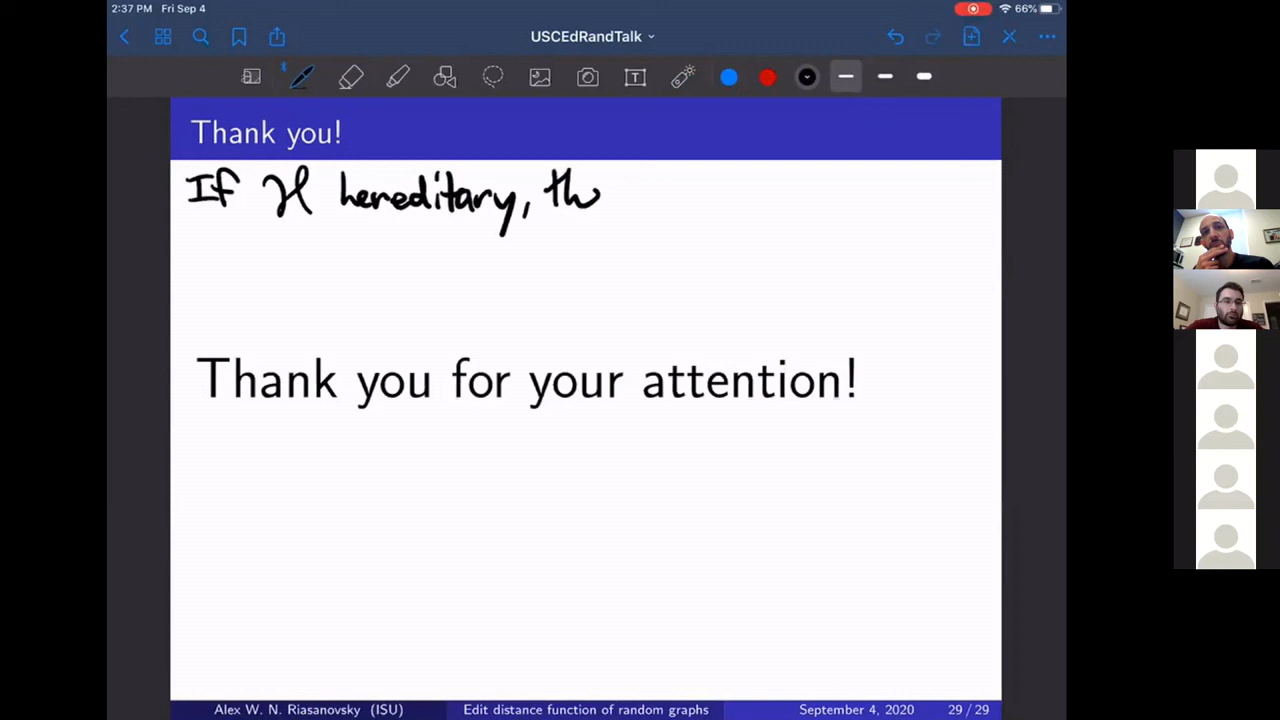 2:37 PM Fri Sep 4
66%
USCEdRandTalk
T
Thank you!
If H hereditary,
Thank you for your attention!
Alex W. N. Riasanovsky (ISU) Edit distance function of random graphs September 4, 2020 29 / 29